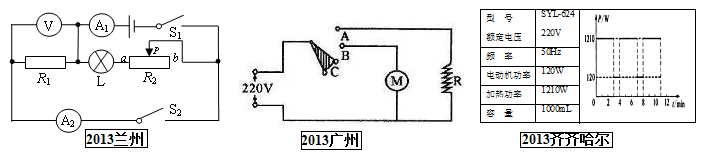 V
A₁
S₁
P
R₁
L
a
R₂
b
A₂
S₂
2013兰州
A
B
C
220V
M
R
2013广州
型 号 SYL-624
额定电压 220V
频 率 50Hz
电动机功率 120W
加热功率 1210W
容 量 1000mL
P/W
1210
120
0 2 4 6 8 10 12 t/min
2013齐齐哈尔